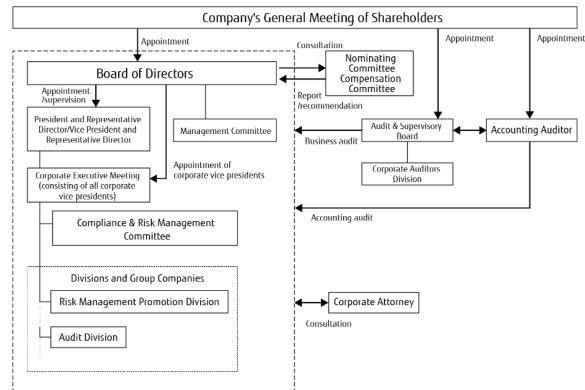 Company's General Meeting of Shareholders
Appointment
Consultation
Appointment
Appointment
Board of Directors
Nominating
Committee
Compensation
Committee
Appointment
/supervision
Report
/recommendation
President and Representative
Director/Vice President and
Representative Director
Management Committee
Business audit
Audit & Supervisory
Board
Accounting Auditor
Appointment of
corporate vice presidents
Corporate Executive Meeting
(consisting of all corporate
vice presidents)
Corporate Auditors
Division
Compliance & Risk Management
Committee
Accounting audit
Divisions and Group Companies
Risk Management Promotion Division
Corporate Attorney
Consultation
Audit Division